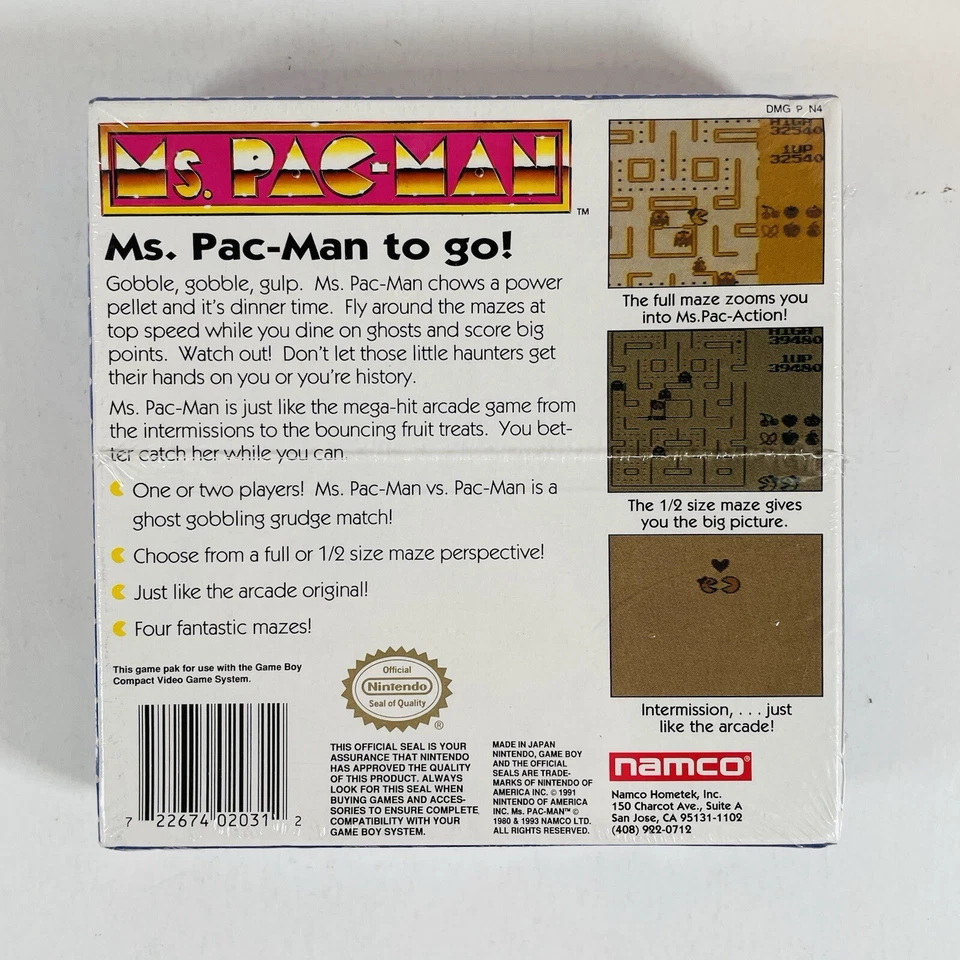 DMG P N4
Ms. PAC-MAN
TM
Ms. Pac-Man to go!
Gobble, gobble, gulp. Ms. Pac-Man chows a power
pellet and it's dinner time. Fly around the mazes at
top speed while you dine on ghosts and score big
points. Watch out! Don't let those little haunters get
their hands on you or you're history.
Ms. Pac-Man is just like the mega-hit arcade game from
the intermissions to the bouncing fruit treats. You bet-
ter catch her while you can.
One or two players! Ms. Pac-Man vs. Pac-Man is a
ghost gobbling grudge match!
Choose from a full or 1/2 size maze perspective!
Just like the arcade original!
Four fantastic mazes!
This game pak for use with the Game Boy
Compact Video Game System.
7 22674 02031 2
Official
Nintendo
Seal of Quality
®
THIS OFFICIAL SEAL IS YOUR
ASSURANCE THAT NINTENDO
HAS APPROVED THE QUALITY
OF THIS PRODUCT. ALWAYS
LOOK FOR THIS SEAL WHEN
BUYING GAMES AND ACCES-
SORIES TO ENSURE COMPLETE
COMPATIBILITY WITH YOUR
GAME BOY SYSTEM.
MADE IN JAPAN
NINTENDO, GAME BOY
AND THE OFFICIAL
SEALS ARE TRADE-
MARKS OF NINTENDO OF
AMERICA INC. © 1991
NINTENDO OF AMERICA
INC. Ms. PAC-MAN™ ©
1980 & 1993 NAMCO LTD.
ALL RIGHTS RESERVED.
HIGH
32540
1UP
32540
The full maze zooms you
into Ms.Pac-Action!
HIGH
39480
1UP
39480
The 1/2 size maze gives
you the big picture.
Intermission, . . . just
like the arcade!
namco®
Namco Hometek, Inc.
150 Charcot Ave., Suite A
San Jose, CA 95131-1102
(408) 922-0712